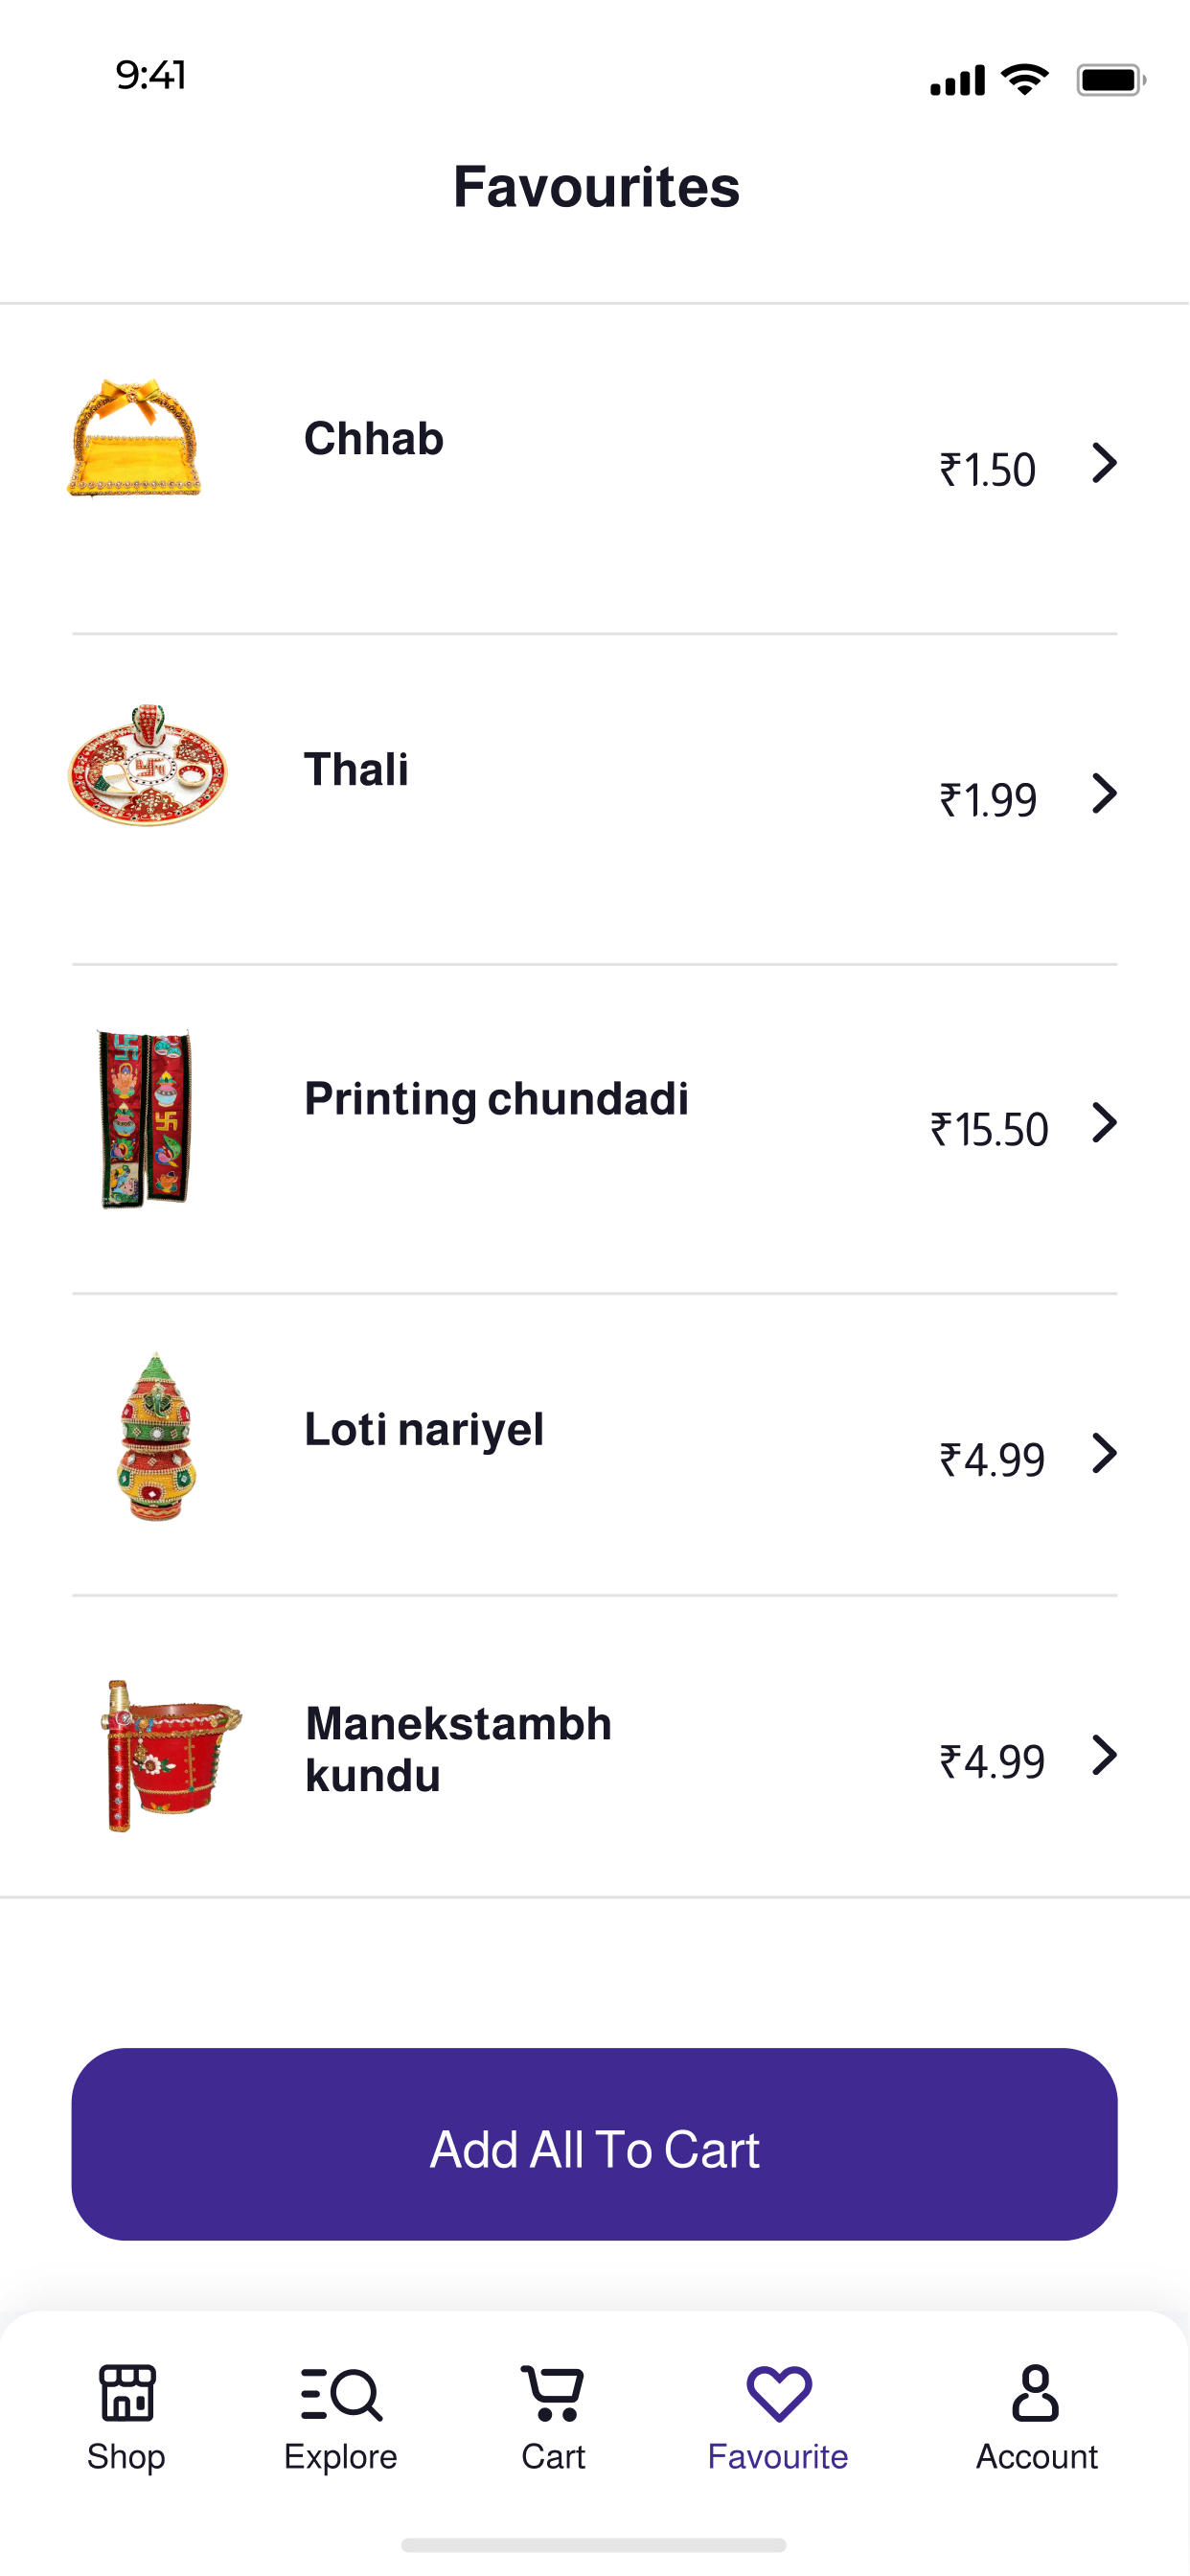 9:41
Favourites
Chhab
₹1.50
Thali
₹1.99
Printing chundadi
₹15.50
Loti nariyel
₹4.99
Manekstambh
kundu
₹4.99
Add All To Cart
Shop
Explore
Cart
Favourite
Account